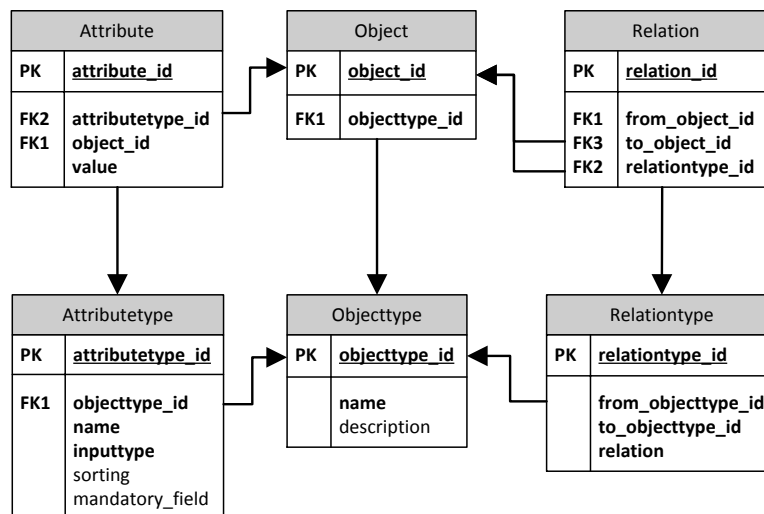 Attribute
PK attribute_id
FK2 attributetype_id
FK1 object_id
value
Object
PK object_id
FK1 objecttype_id
Relation
PK relation_id
FK1 from_object_id
FK3 to_object_id
FK2 relationtype_id
Attributetype
PK attributetype_id
FK1 objecttype_id
name
inputtype
sorting
mandatory_field
Objecttype
PK objecttype_id
name
description
Relationtype
PK relationtype_id
from_objecttype_id
to_objecttype_id
relation